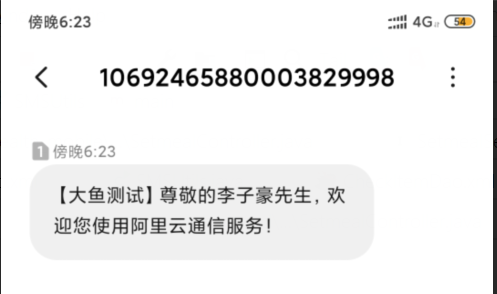 傍晚6:23 4G 54
10692465880003829998
1 傍晚6:23
【大鱼测试】尊敬的李子豪先生，欢
迎您使用阿里云通信服务！